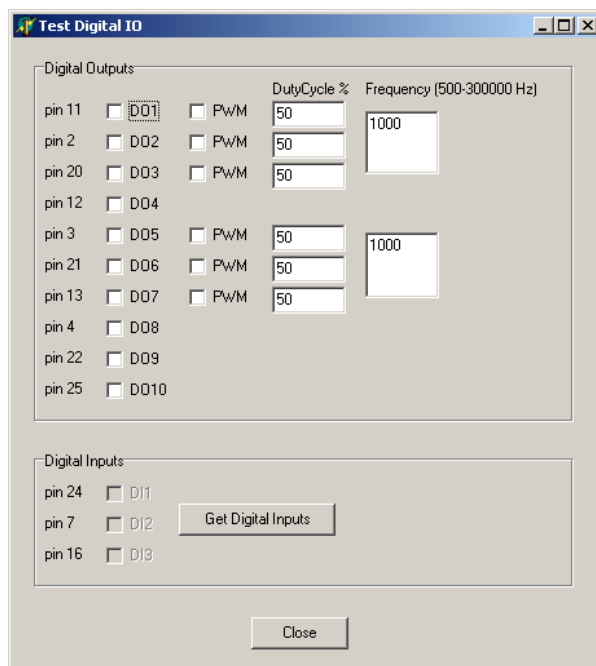 Test Digital IO
Digital Outputs
DutyCycle % Frequency (500-300000 Hz)
pin 11 DO1 PWM 50 1000
pin 2 DO2 PWM 50
pin 20 DO3 PWM 50
pin 12 DO4
pin 3 DO5 PWM 50 1000
pin 21 DO6 PWM 50
pin 13 DO7 PWM 50
pin 4 DO8
pin 22 DO9
pin 25 DO10
Digital Inputs
pin 24 DI1
pin 7 DI2 Get Digital Inputs
pin 16 DI3
Close